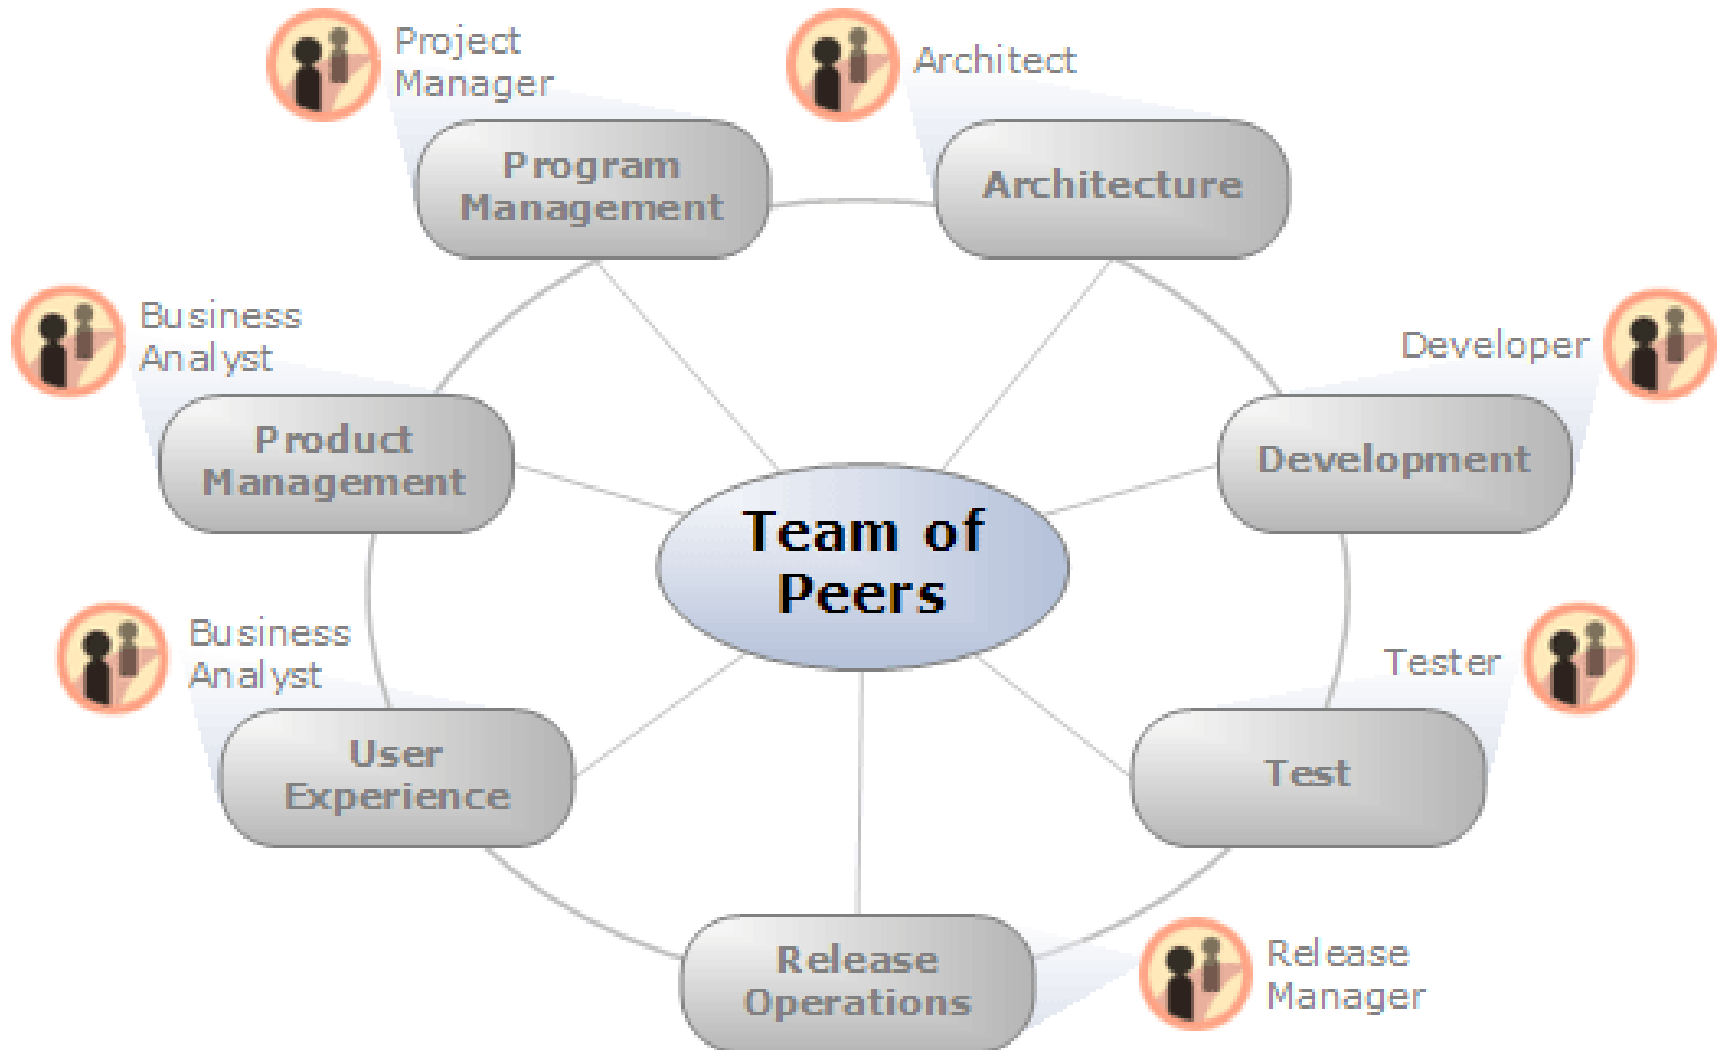 Project
Manager
Architect
Program
Management
Architecture
Business
Analyst
Developer
Product
Management
Development
Team of
Peers
Business
Analyst
Tester
User
Experience
Test
Release
Operations
Release
Manager